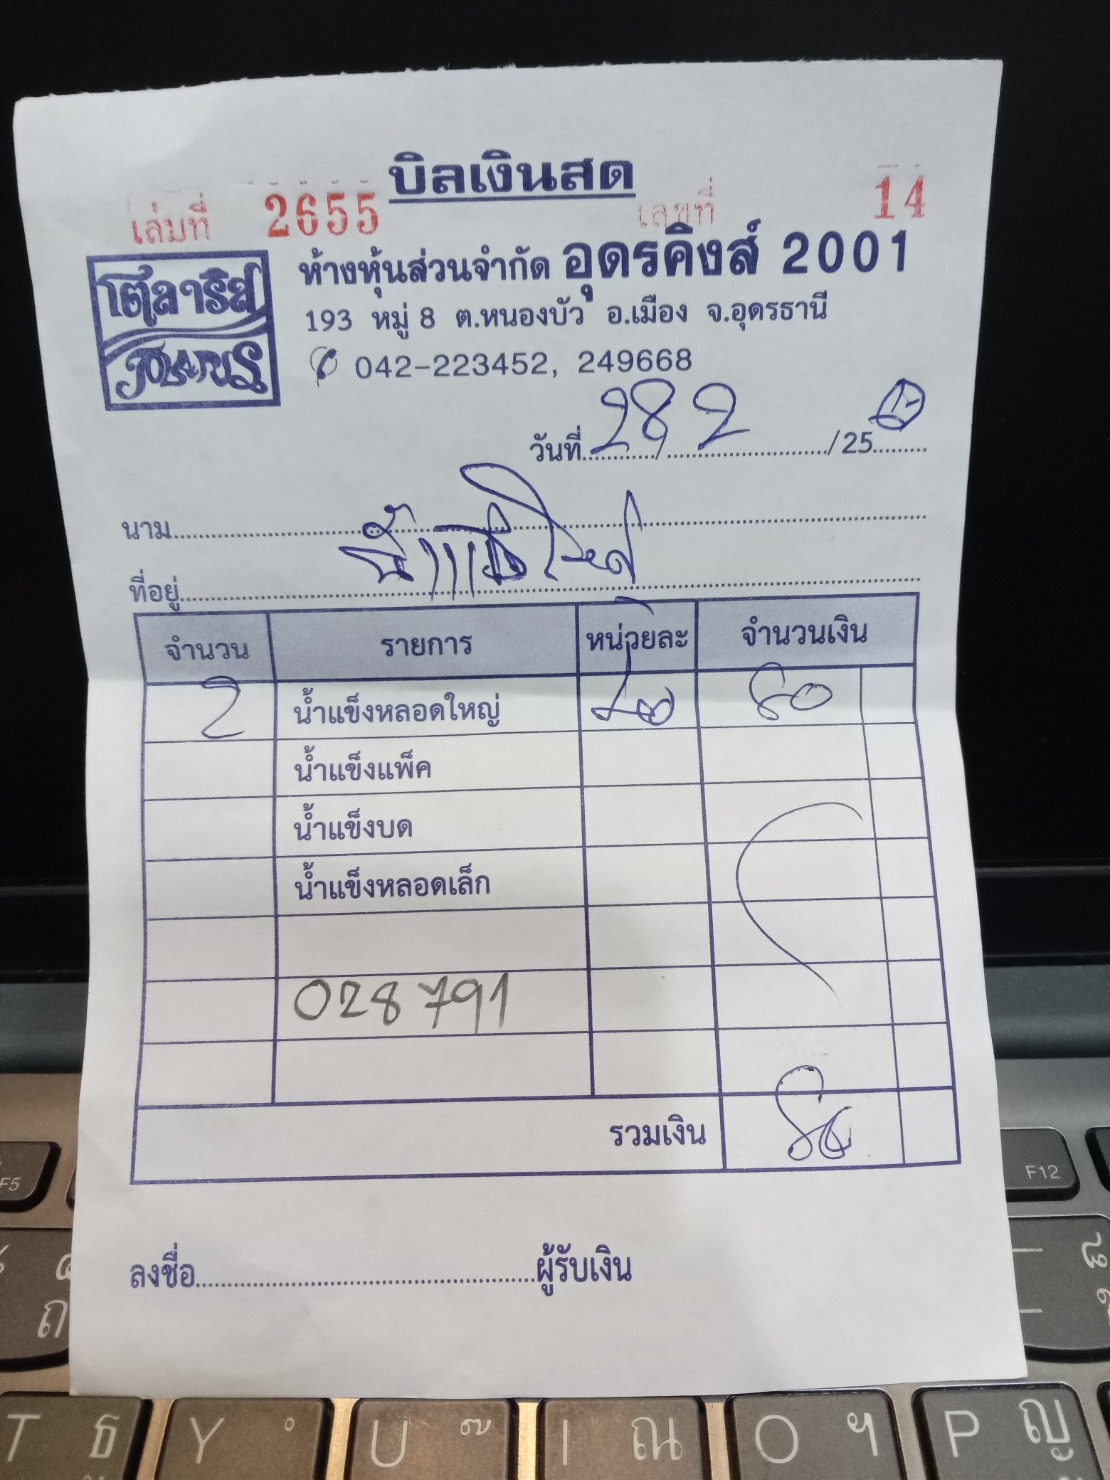 บิลเงินสด
เล่มที่ 2655 เลขที่ 14
โตลาริส
ห้างหุ้นส่วนจำกัด อุดรคิงส์ 2001
193 หมู่ 8 ต.หนองบัว อ.เมือง จ.อุดรธานี
042-223452, 249668
วันที่ 28 / 2 /25
นาม
ที่อยู่
จำนวน รายการ หน่วยละ จำนวนเงิน
2 น้ำแข็งหลอดใหญ่ 40 80
น้ำแข็งแพ็ค
น้ำแข็งบด
น้ำแข็งหลอดเล็ก
028791
รวมเงิน 80
ลงชื่อ ผู้รับเงิน
F5 F12
T ธ Y U I ณ O ฯ P ญ